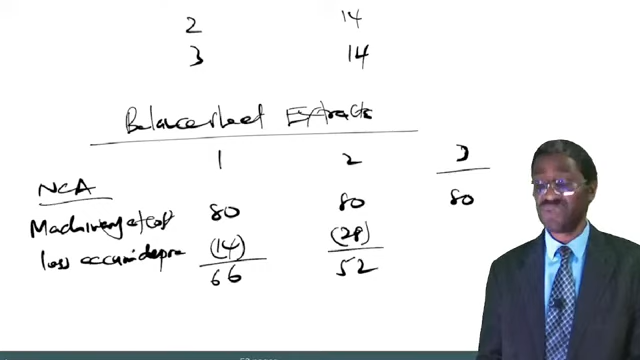 2 14
3 14
Balance sheet Extracts
1 2 3
NCA
Machinery at cost 80 80 80
less accum depre (14) (28)
66 52